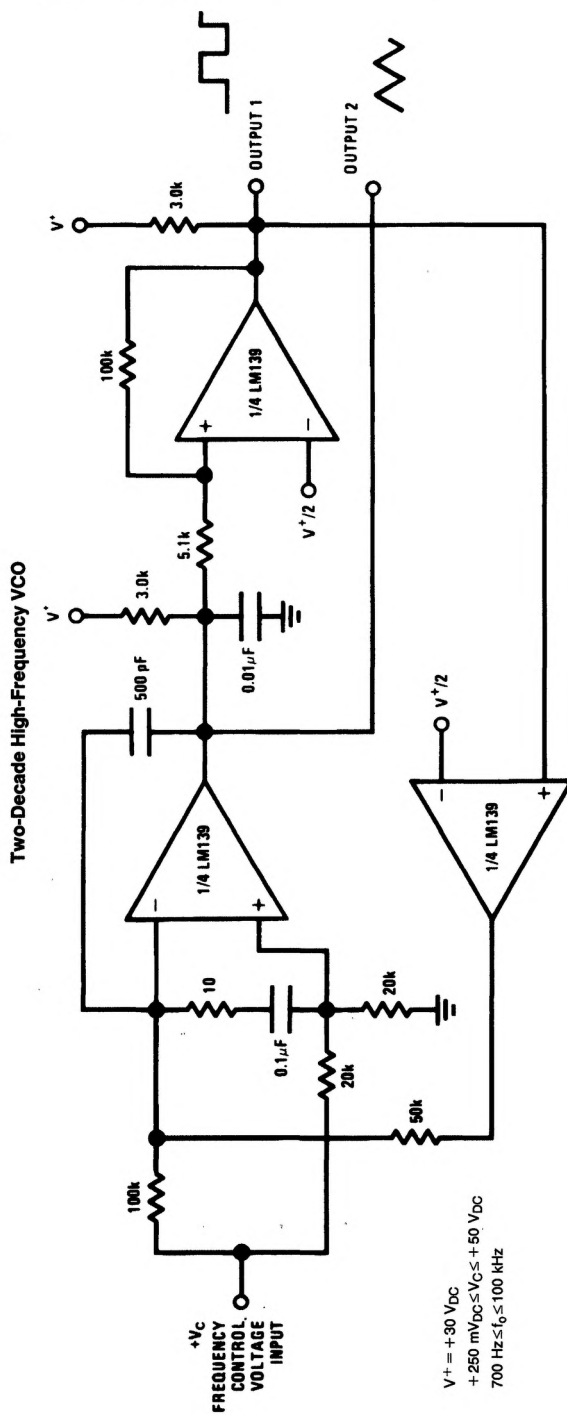 Two-Decade High-Frequency VCO
V⁺
V⁺
3.0k
100k
3.0k
500 pF
5.1k
+
−
1/4 LM139
V⁺/2
OUTPUT 1
0.01μF
OUTPUT 2
100k
−
+
1/4 LM139
10
0.1μF
20k
20k
+VC
FREQUENCY
CONTROL
VOLTAGE
INPUT
50k
V⁺/2
−
+
1/4 LM139
V⁺ = +30 VDC
+250 mVDC ≤ VC ≤ +50 VDC
700 Hz ≤ fo ≤ 100 kHz